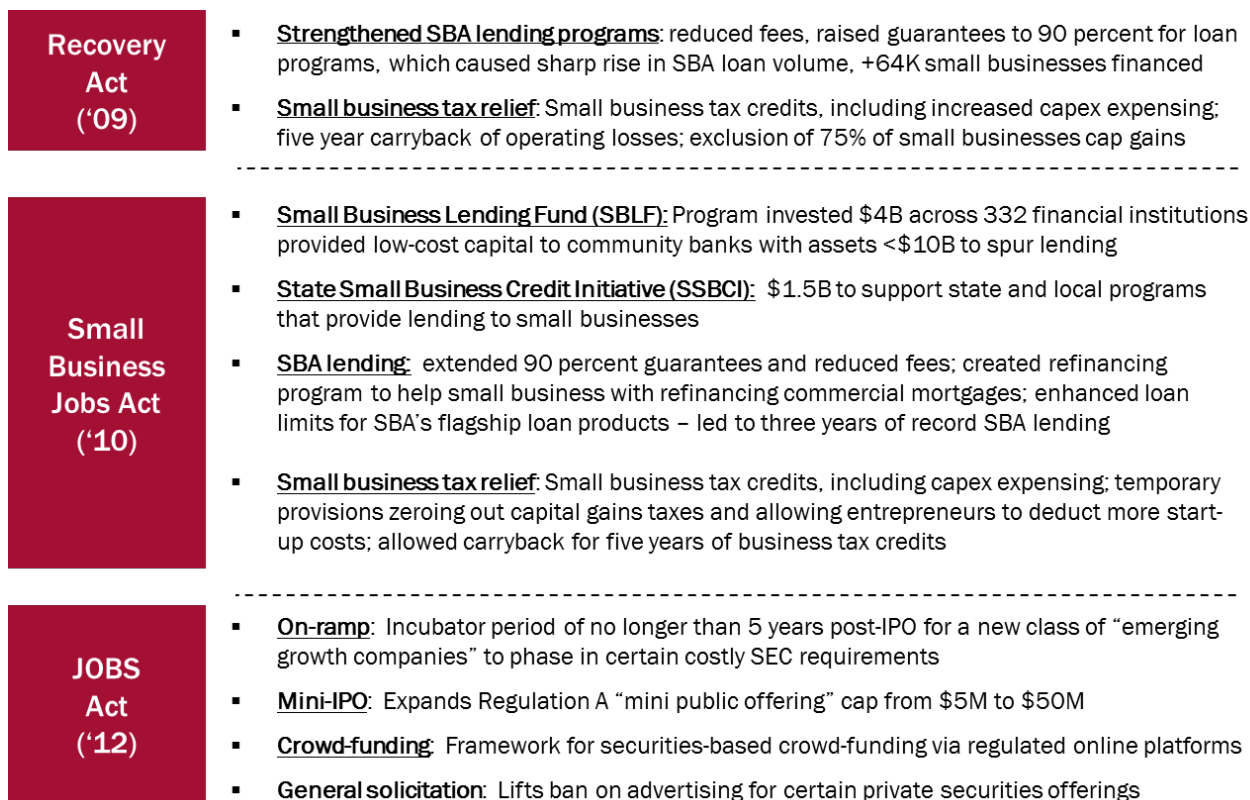 Recovery
Act
(‘09)
▪ Strengthened SBA lending programs: reduced fees, raised guarantees to 90 percent for loan
programs, which caused sharp rise in SBA loan volume, +64K small businesses financed
▪ Small business tax relief: Small business tax credits, including increased capex expensing;
five year carryback of operating losses; exclusion of 75% of small businesses cap gains
Small
Business
Jobs Act
(‘10)
▪ Small Business Lending Fund (SBLF): Program invested $4B across 332 financial institutions
provided low-cost capital to community banks with assets <$10B to spur lending
▪ State Small Business Credit Initiative (SSBCI): $1.5B to support state and local programs
that provide lending to small businesses
▪ SBA lending: extended 90 percent guarantees and reduced fees; created refinancing
program to help small business with refinancing commercial mortgages; enhanced loan
limits for SBA’s flagship loan products – led to three years of record SBA lending
▪ Small business tax relief: Small business tax credits, including capex expensing; temporary
provisions zeroing out capital gains taxes and allowing entrepreneurs to deduct more start-
up costs; allowed carryback for five years of business tax credits
JOBS
Act
(‘12)
▪ On-ramp: Incubator period of no longer than 5 years post-IPO for a new class of “emerging
growth companies” to phase in certain costly SEC requirements
▪ Mini-IPO: Expands Regulation A “mini public offering” cap from $5M to $50M
▪ Crowd-funding: Framework for securities-based crowd-funding via regulated online platforms
▪ General solicitation: Lifts ban on advertising for certain private securities offerings